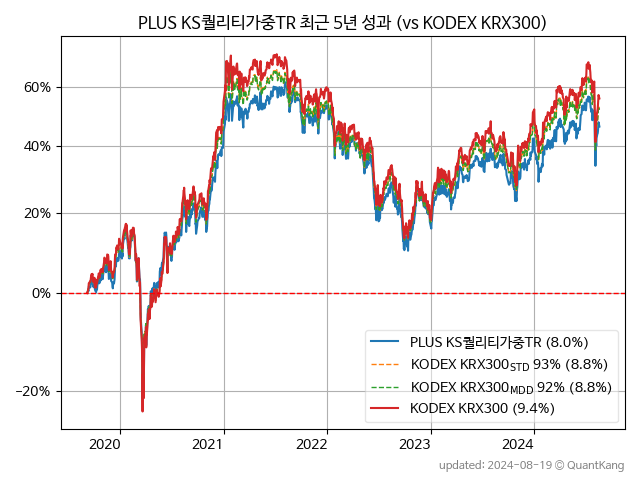 PLUS KS퀄리티가중TR 최근 5년 성과 (vs KODEX KRX300)
60%
40%
20%
0%
−20%
2020 2021 2022 2023 2024
PLUS KS퀄리티가중TR (8.0%)
KODEX KRX300STD 93% (8.8%)
KODEX KRX300MDD 92% (8.8%)
KODEX KRX300 (9.4%)
updated: 2024-08-19 © QuantKang